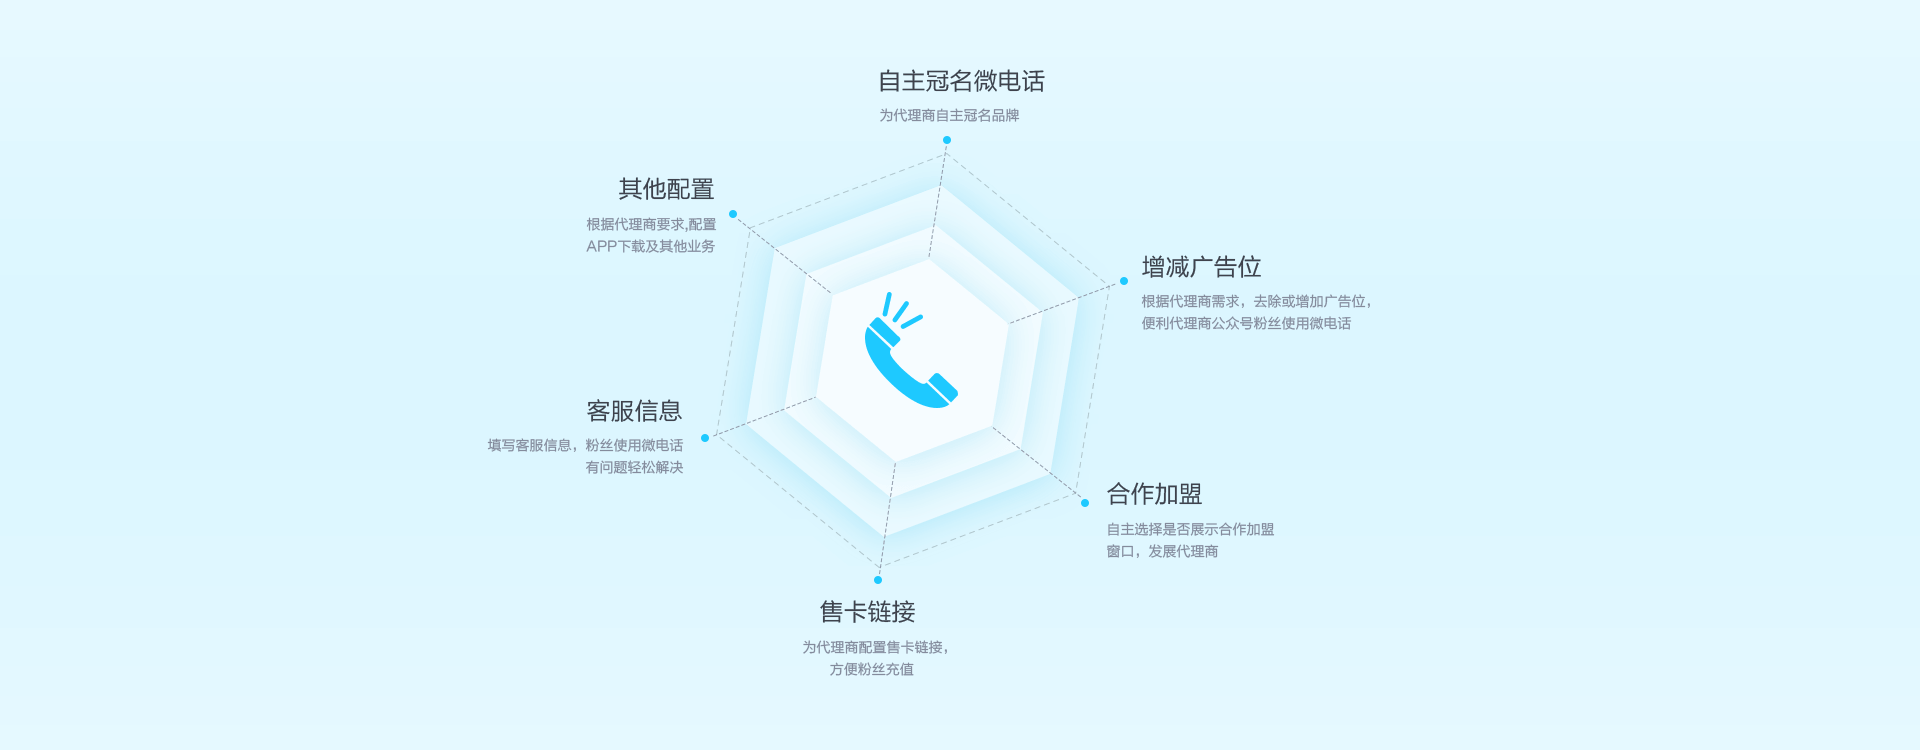 自主冠名微电话
为代理商自主冠名品牌
其他配置
根据代理商要求,配置
APP下载及其他业务
增减广告位
根据代理商需求，去除或增加广告位，
便利代理商公众号粉丝使用微电话
客服信息
填写客服信息，粉丝使用微电话
有问题轻松解决
合作加盟
自主选择是否展示合作加盟
窗口，发展代理商
售卡链接
为代理商配置售卡链接，
方便粉丝充值